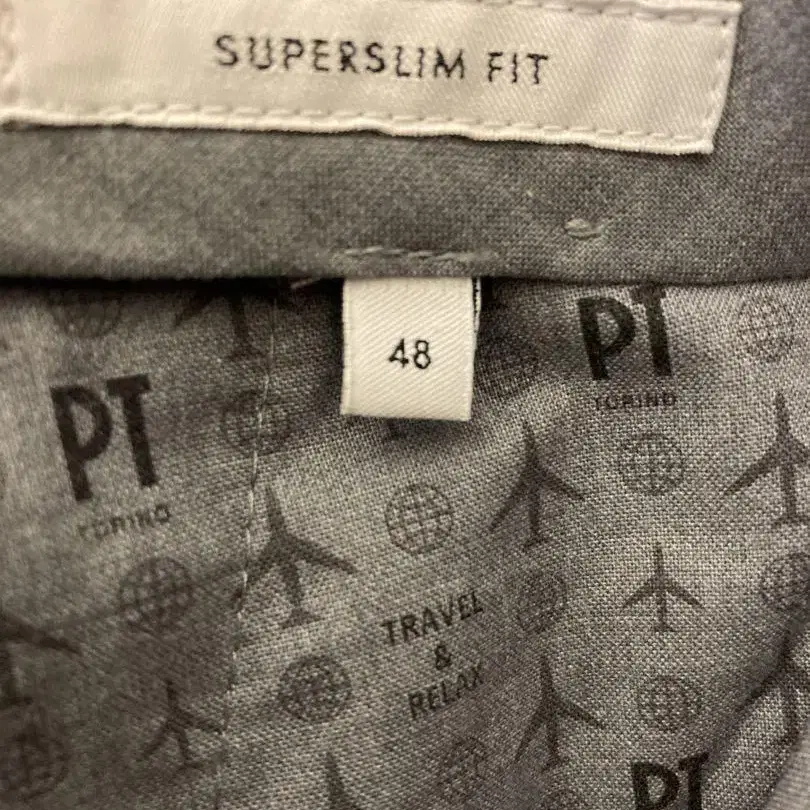 SUPERSLIM FIT
48
PT
TORINO
PT
TORINO
TRAVEL
&
RELAX
PT